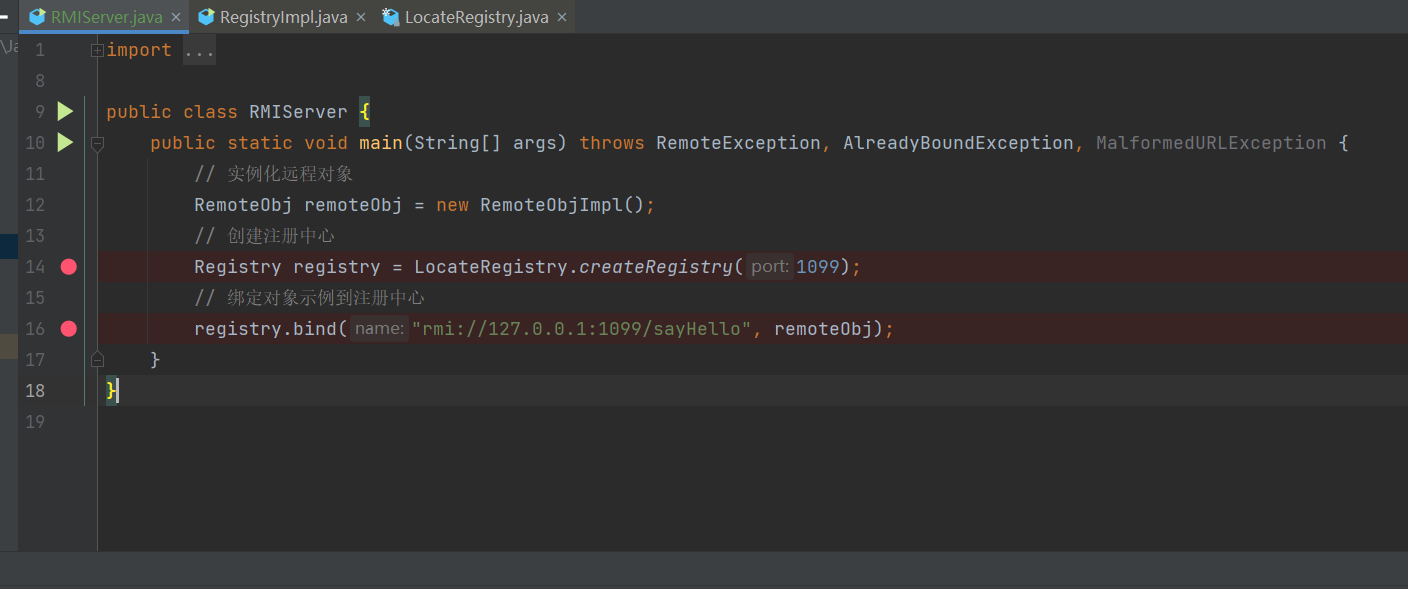 RMIServer.java × RegistryImpl.java × LocateRegistry.java ×
\Ja
1 import ...
8
9 public class RMIServer {
10 public static void main(String[] args) throws RemoteException, AlreadyBoundException, MalformedURLException {
11 // 实例化远程对象
12 RemoteObj remoteObj = new RemoteObjImpl();
13 // 创建注册中心
14 Registry registry = LocateRegistry.createRegistry( port: 1099);
15 // 绑定对象示例到注册中心
16 registry.bind( name: "rmi://127.0.0.1:1099/sayHello", remoteObj);
17 }
18 }
19